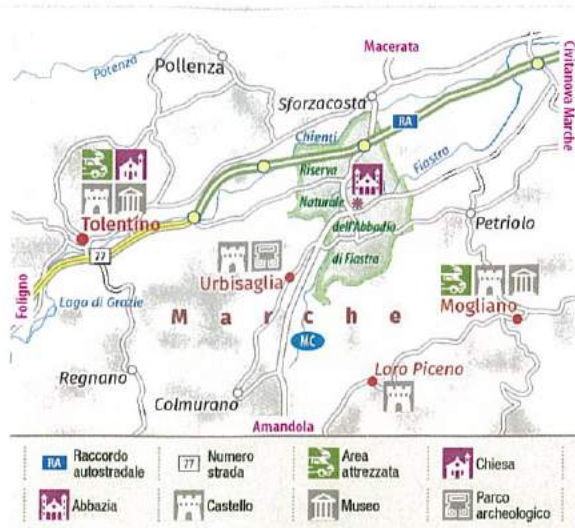 Potenza
Pollenza
Macerata
Civitanova Marche
Sforzacosta
Chienti
RA
Fiastra
Riserva
Naturale
dell'Abbadia
di Fiastra
Tolentino
77
Petriolo
Foligno
Lago di Grazie
Urbisaglia
Mogliano
Marche
MC
Regnano
Loro Piceno
Colmurano
Amandola
RA Raccordo autostradale
77 Numero strada
Area attrezzata
Chiesa
Abbazia
Castello
Museo
Parco archeologico